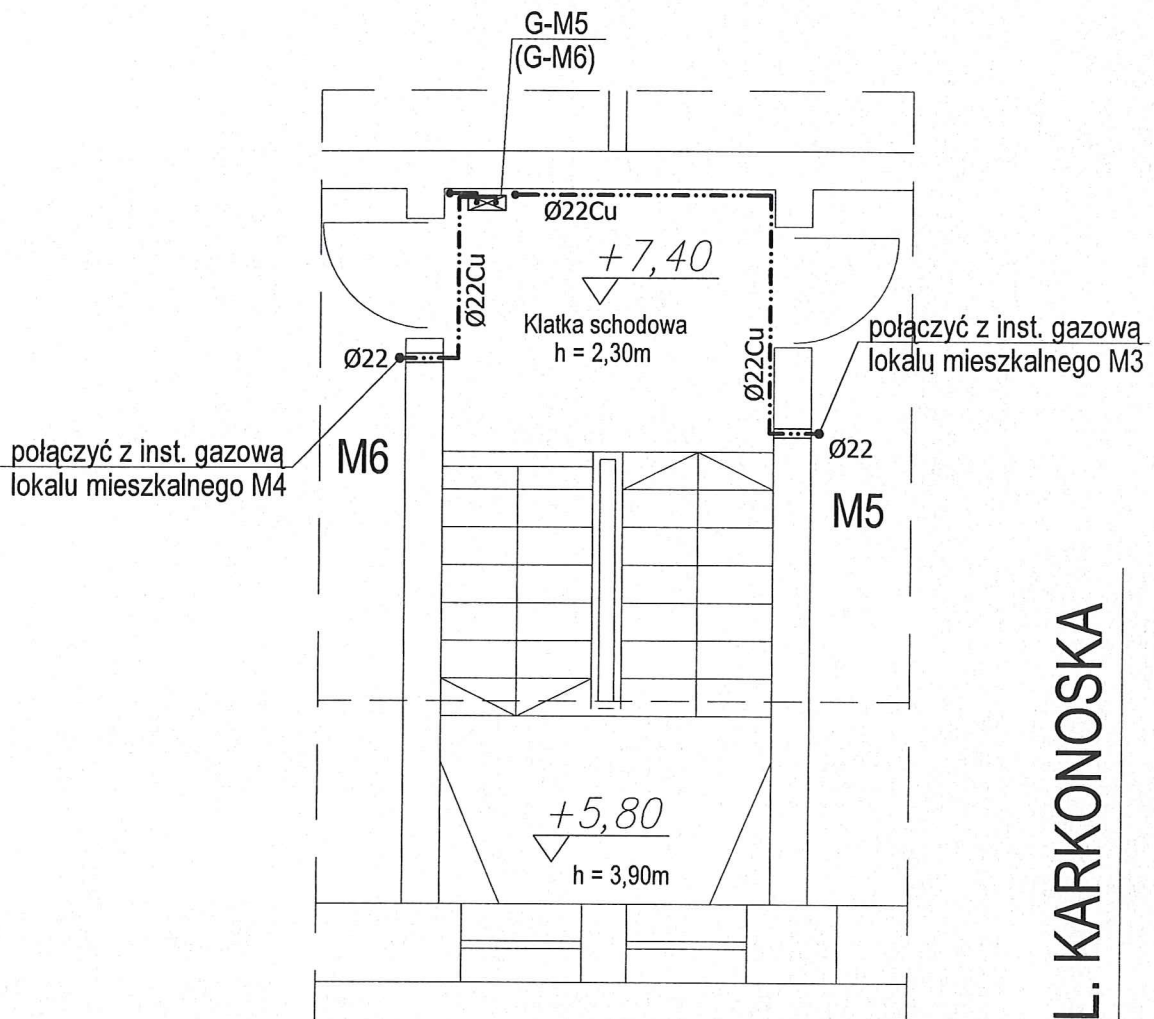 G-M5
(G-M6)
Ø22Cu
+7,40
Ø22Cu
Klatka schodowa
h = 2,30m
Ø22Cu
połączyć z inst. gazową
lokalu mieszkalnego M3
Ø22
połączyć z inst. gazową
lokalu mieszkalnego M4
M6
Ø22
M5
+5,80
h = 3,90m
L. KARKONOSKA